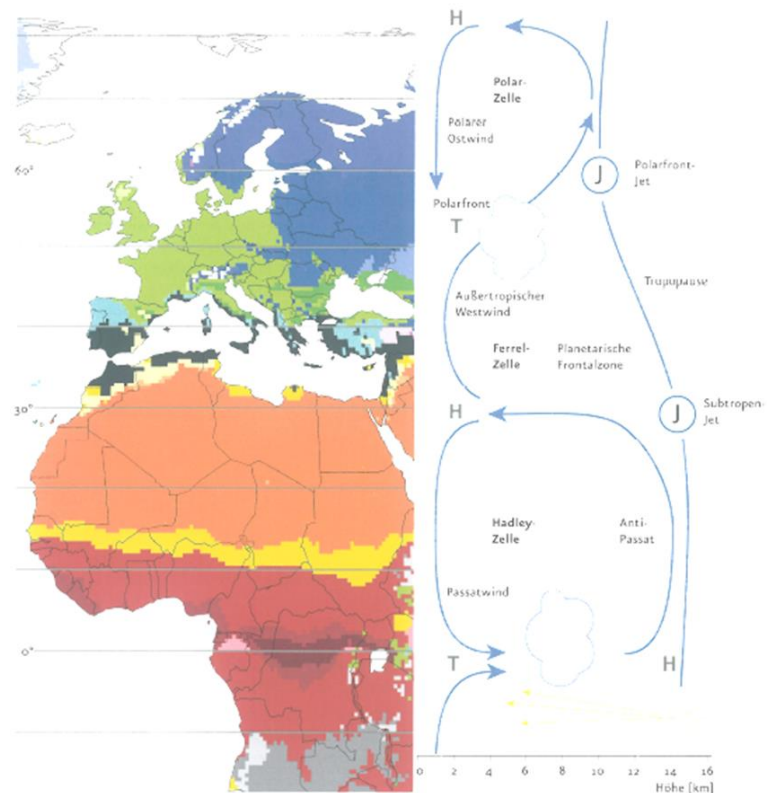 H
Polar-
Zelle
Polarer
Ostwind
60°
J
Polarfront-
Jet
Polarfront
T
Tropopause
Außertropischer
Westwind
Ferrel-
Zelle
Planetarische
Frontalzone
30°
H
J
Subtropen-
Jet
Hadley-
Zelle
Anti-
Passat
Passatwind
0°
T
H
0 2 4 6 8 10 12 14 16
Höhe [km]